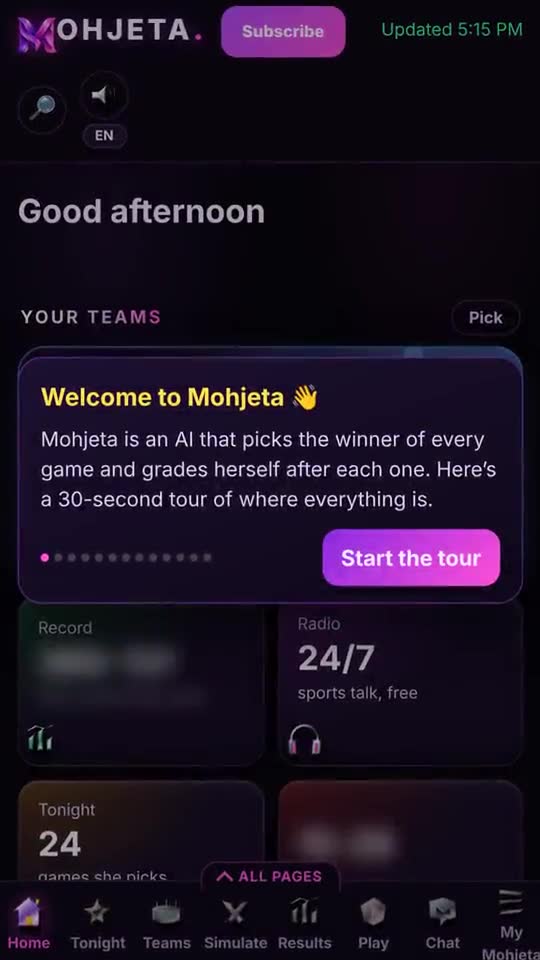 MOHJETA.
Subscribe
Updated 5:15 PM
EN
Good afternoon
YOUR TEAMS
Pick
Welcome to Mohjeta 👋
Mohjeta is an AI that picks the winner of every
game and grades herself after each one. Here's
a 30-second tour of where everything is.
Start the tour
Record
Radio
24/7
sports talk, free
Tonight
24
games she picks
ALL PAGES
Home
Tonight
Teams
Simulate
Results
Play
Chat
My
Mohjeta